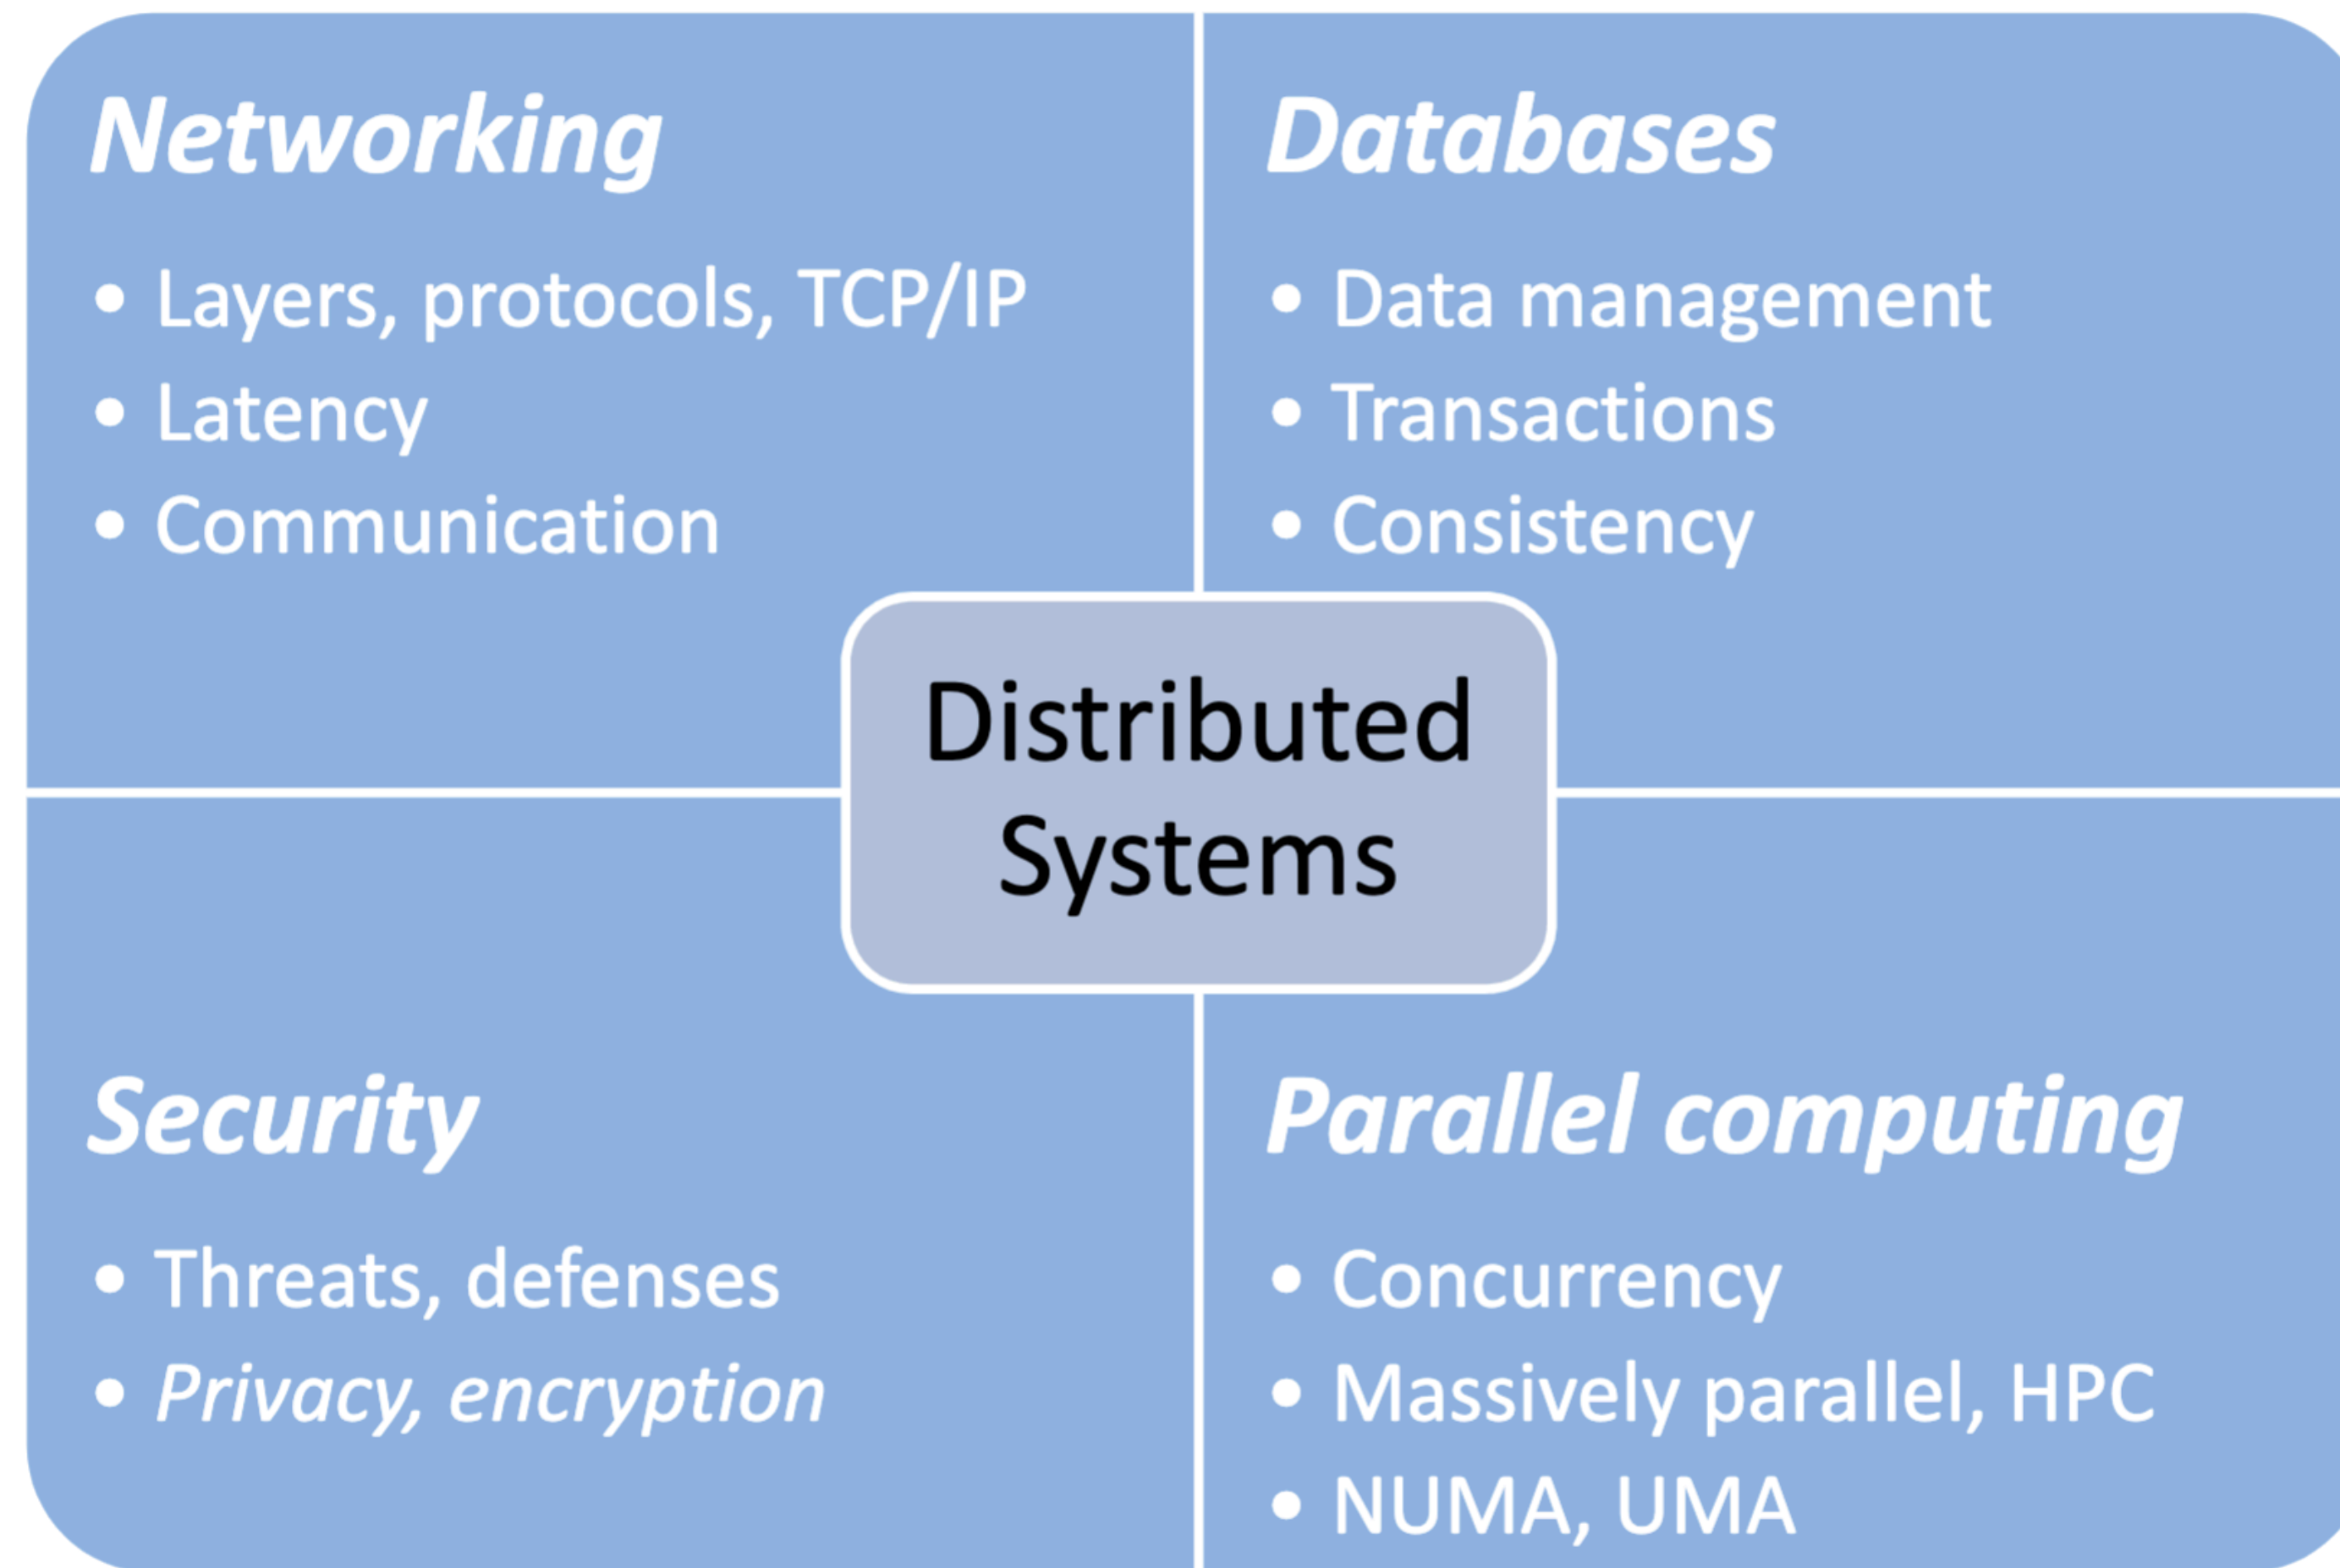 Networking
• Layers, protocols, TCP/IP
• Latency
• Communication
Databases
• Data management
• Transactions
• Consistency
Distributed
Systems
Security
• Threats, defenses
• Privacy, encryption
Parallel computing
• Concurrency
• Massively parallel, HPC
• NUMA, UMA